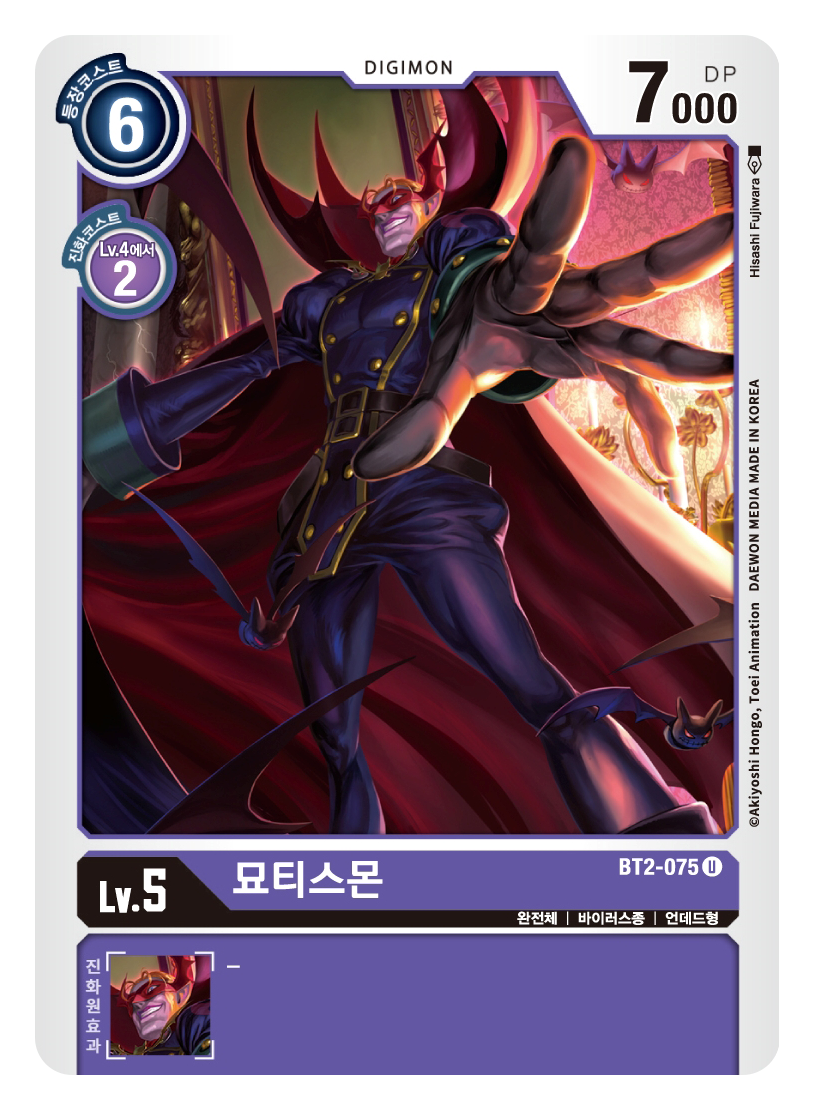 등장코스트
6
DIGIMON
7000
DP
진화코스트
Lv.4에서
2
Hisashi Fujiwara
©Akiyoshi Hongo, Toei Animation DAEWON MEDIA MADE IN KOREA
Lv.5
묘티스몬
BT2-075 U
완전체 | 바이러스종 | 언데드형
진화원효과
–